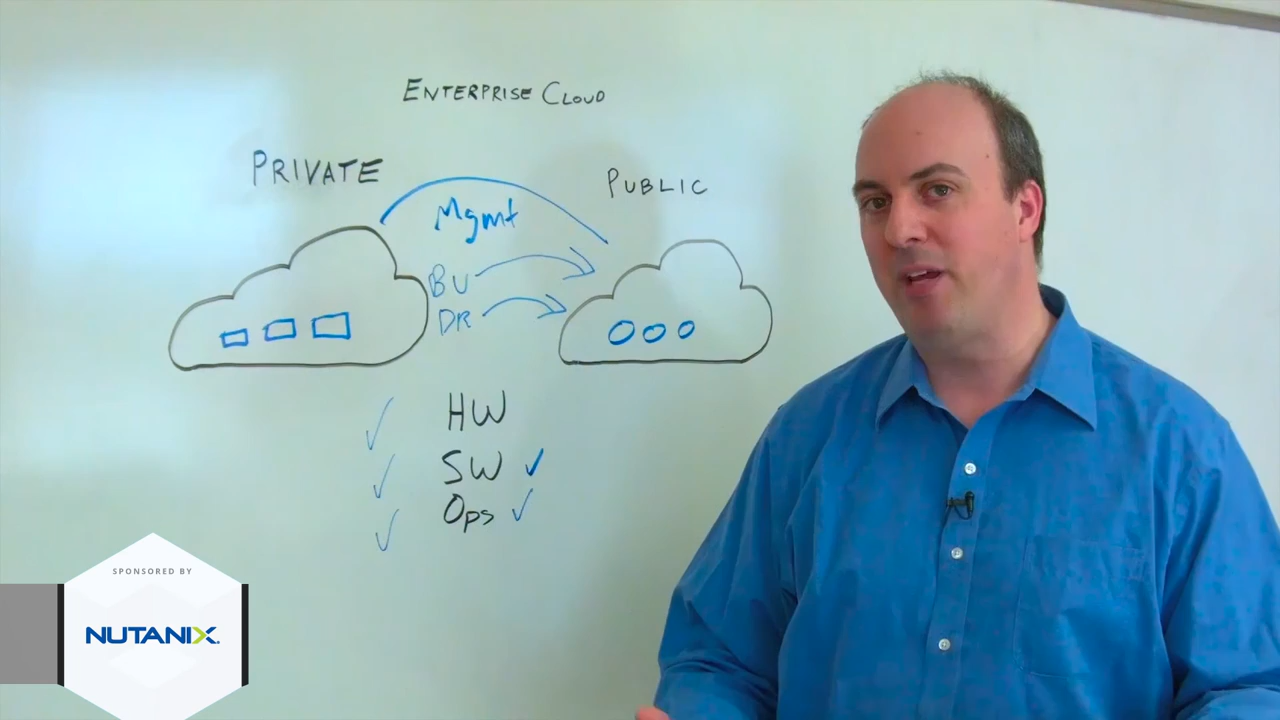 ENTERPRISE CLOUD
PRIVATE
PUBLIC
Mgmt
BU
DR
HW
SW
Ops
SPONSORED BY
NUTANIX.